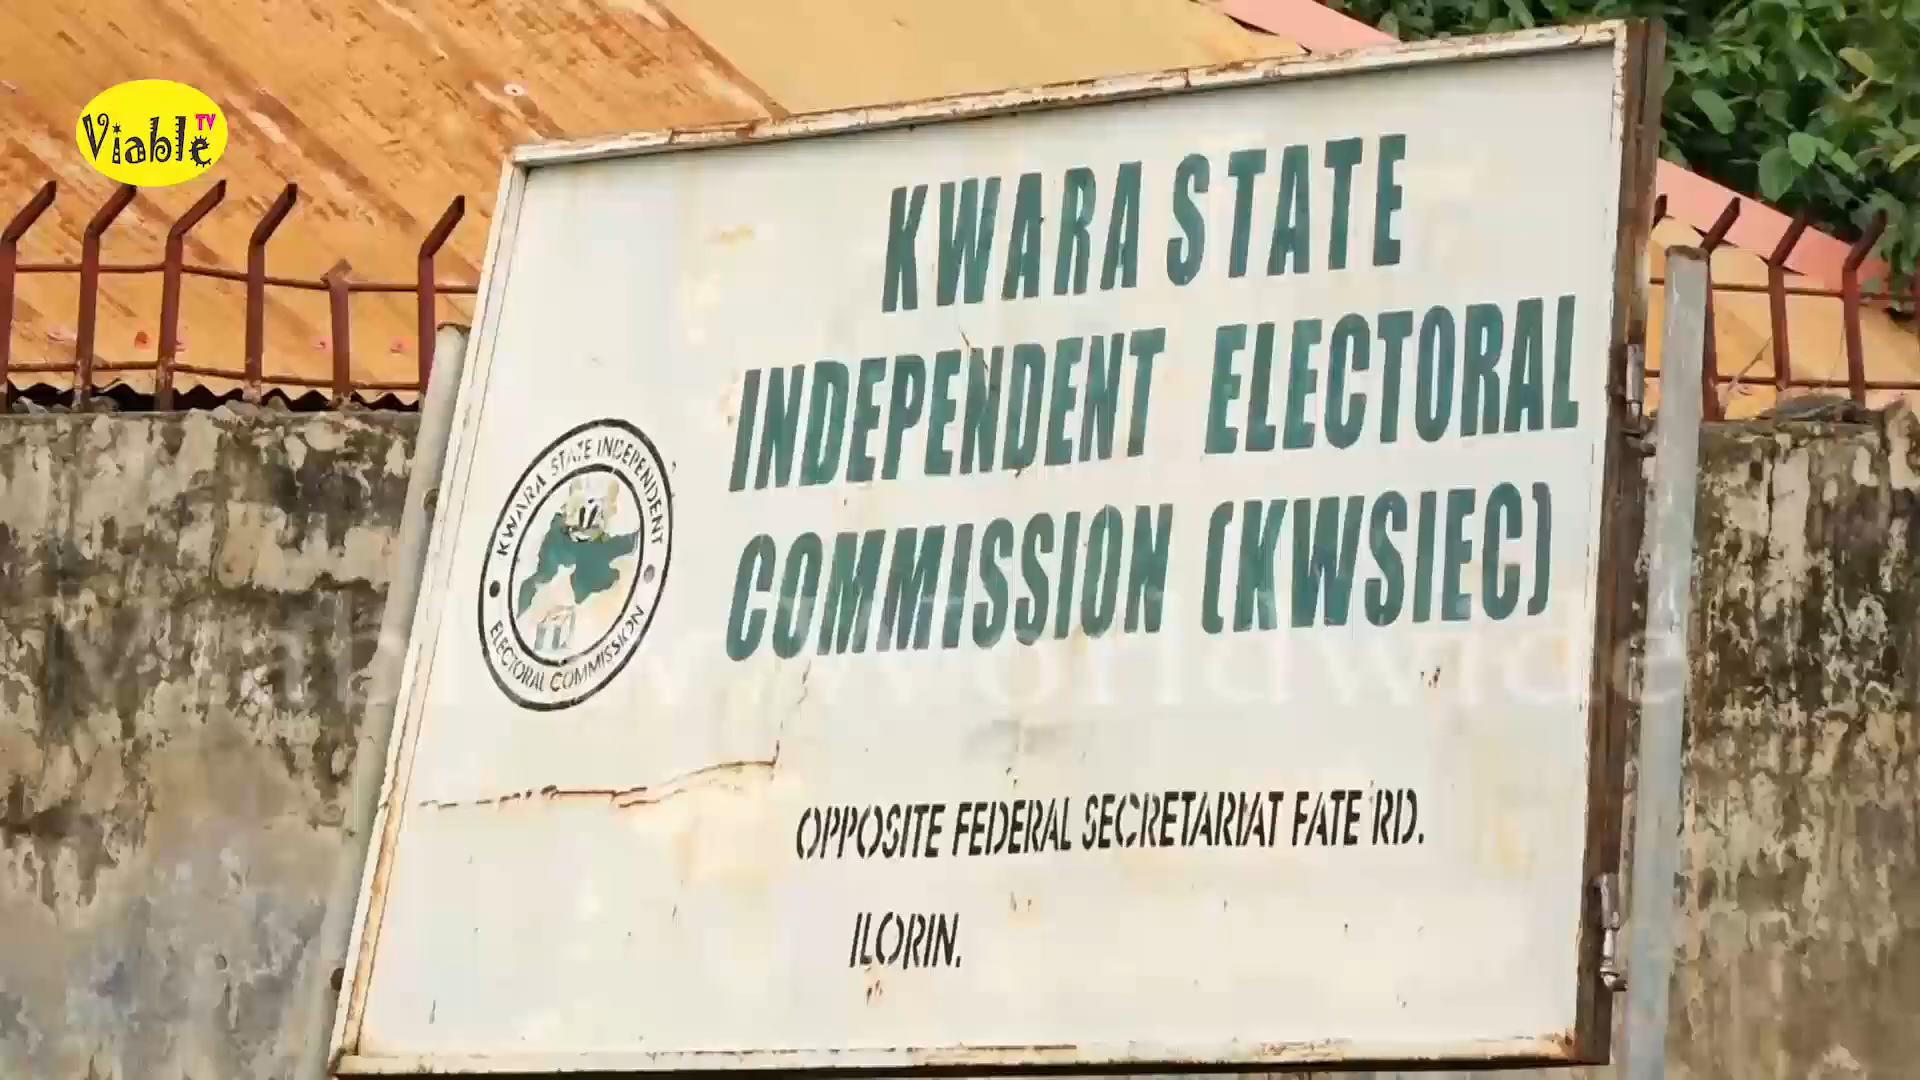 Viable TV
KWARA STATE
INDEPENDENT ELECTORAL
COMMISSION (KWSIEC)
KWARA STATE INDEPENDENT
ELECTORAL COMMISSION
OPPOSITE FEDERAL SECRETARIAT FATE RD.
ILORIN.